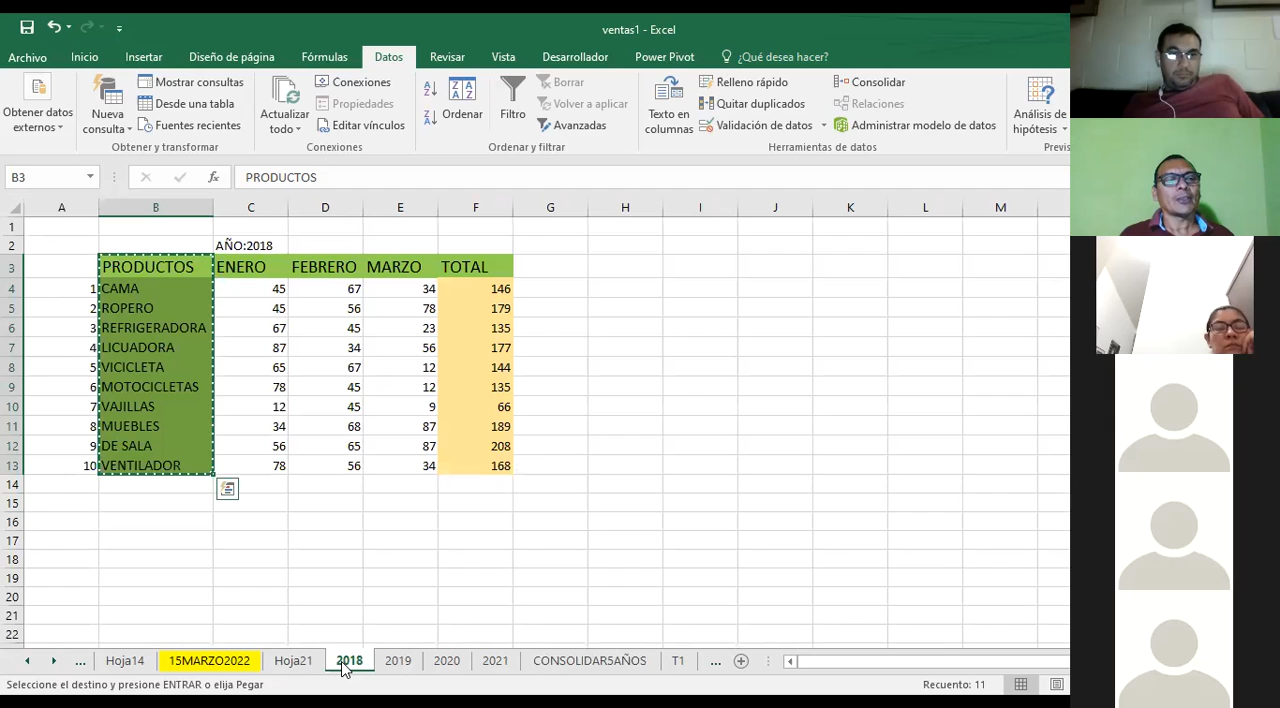 ventas1 - Excel
Archivo Inicio Insertar Diseño de página Fórmulas Datos Revisar Vista Desarrollador Power Pivot ¿Qué desea hacer?
Obtener datos externos
Nueva consulta
Mostrar consultas
Desde una tabla
Fuentes recientes
Obtener y transformar
Actualizar todo
Conexiones
Propiedades
Editar vínculos
Conexiones
Ordenar
Filtro
Borrar
Volver a aplicar
Avanzadas
Ordenar y filtrar
Texto en columnas
Relleno rápido
Quitar duplicados
Validación de datos
Consolidar
Relaciones
Administrar modelo de datos
Herramientas de datos
Análisis de hipótesis
Previs
B3 fx PRODUCTOS
A B C D E F G H I J K L M
1
2 AÑO:2018
3 PRODUCTOS ENERO FEBRERO MARZO TOTAL
4 1 CAMA 45 67 34 146
5 2 ROPERO 45 56 78 179
6 3 REFRIGERADORA 67 45 23 135
7 4 LICUADORA 87 34 56 177
8 5 VICICLETA 65 67 12 144
9 6 MOTOCICLETAS 78 45 12 135
10 7 VAJILLAS 12 45 9 66
11 8 MUEBLES 34 68 87 189
12 9 DE SALA 56 65 87 208
13 10 VENTILADOR 78 56 34 168
14
15
16
17
18
19
20
21
22
... Hoja14 15MARZO2022 Hoja21 2018 2019 2020 2021 CONSOLIDAR5AÑOS T1 ...
Seleccione el destino y presione ENTRAR o elija Pegar Recuento: 11